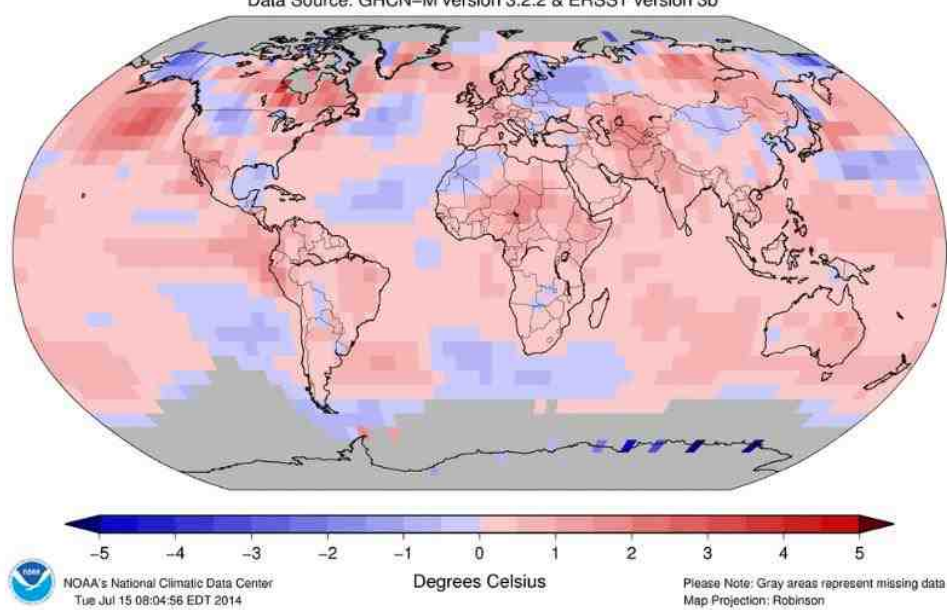 Data Source: GHCN-M version 3.2.2 & ERSST version 3b
−5 −4 −3 −2 −1 0 1 2 3 4 5
Degrees Celsius
NOAA's National Climatic Data Center
Tue Jul 15 08:04:56 EDT 2014
Please Note: Gray areas represent missing data
Map Projection: Robinson